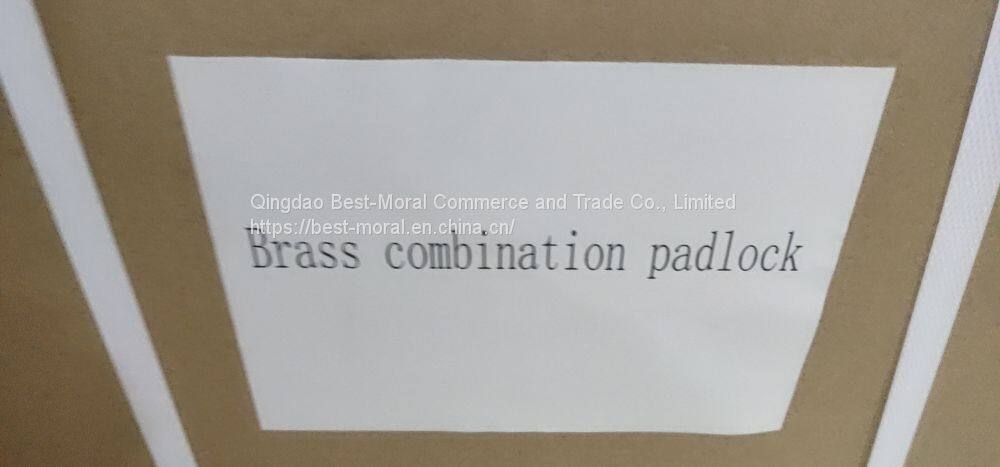 Qingdao Best-Moral Commerce and Trade Co., Limited
https://best-moral.en.china.cn/
Brass combination padlock